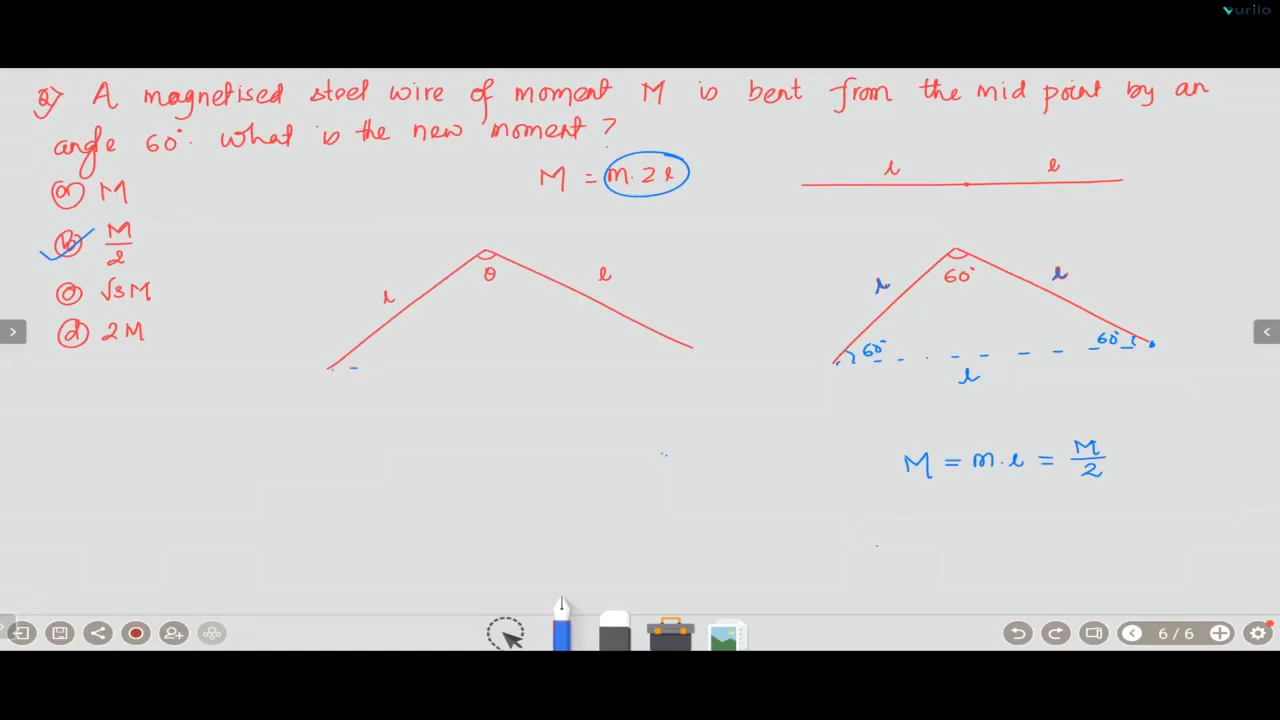 Vurilo
Q) A magnetised steel wire of moment M is bent from the mid point by an
angle 60°. What is the new moment?
(a) M
(b) M/2
(c) √3 M
(d) 2M
M = m.2l
l l
l θ l
l 60° l
60° 60°
l
M = m.l = M/2
6/6